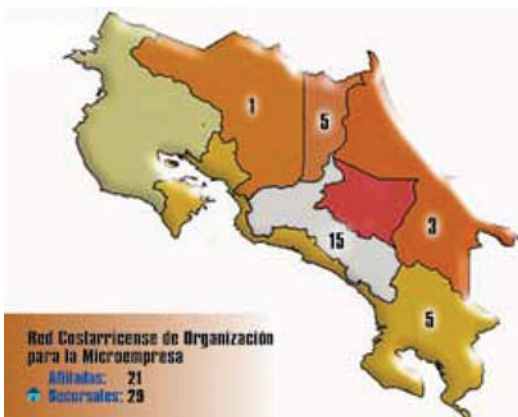 1
5
3
15
5
Red Costarricense de Organización
para la Microempresa
Afiliadas: 21
Sucursales: 29